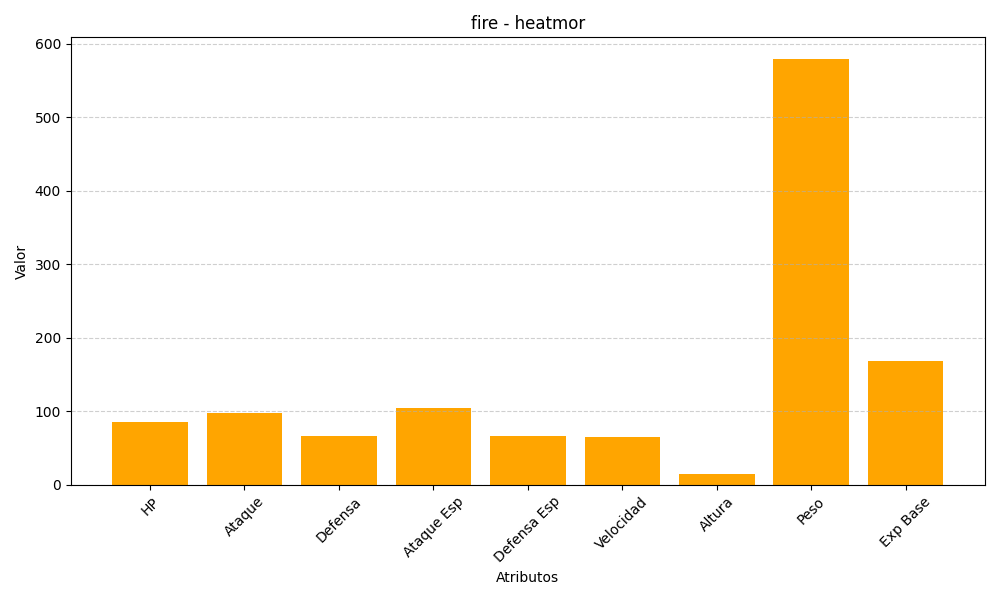 fire - heatmor
600
500
400
300
200
100
0
Valor
HP
Ataque
Defensa
Ataque Esp
Defensa Esp
Velocidad
Altura
Peso
Exp Base
Atributos